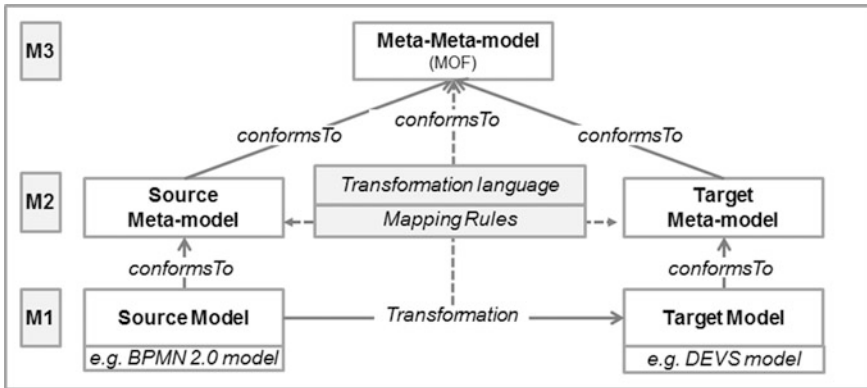 M3
Meta-Meta-model
(MOF)
conformsTo
conformsTo
conformsTo
M2
Source
Meta-model
Transformation language
Mapping Rules
Target
Meta-model
conformsTo
conformsTo
M1
Source Model
e.g. BPMN 2.0 model
Transformation
Target Model
e.g. DEVS model